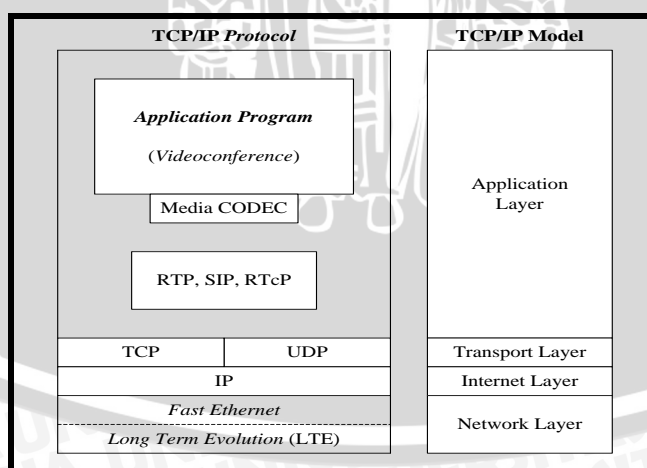 TCP/IP Protocol
Application Program
(Videoconference)
Media CODEC
RTP, SIP, RTcP
TCP
UDP
IP
Fast Ethernet
Long Term Evolution (LTE)
TCP/IP Model
Application
Layer
Transport Layer
Internet Layer
Network Layer